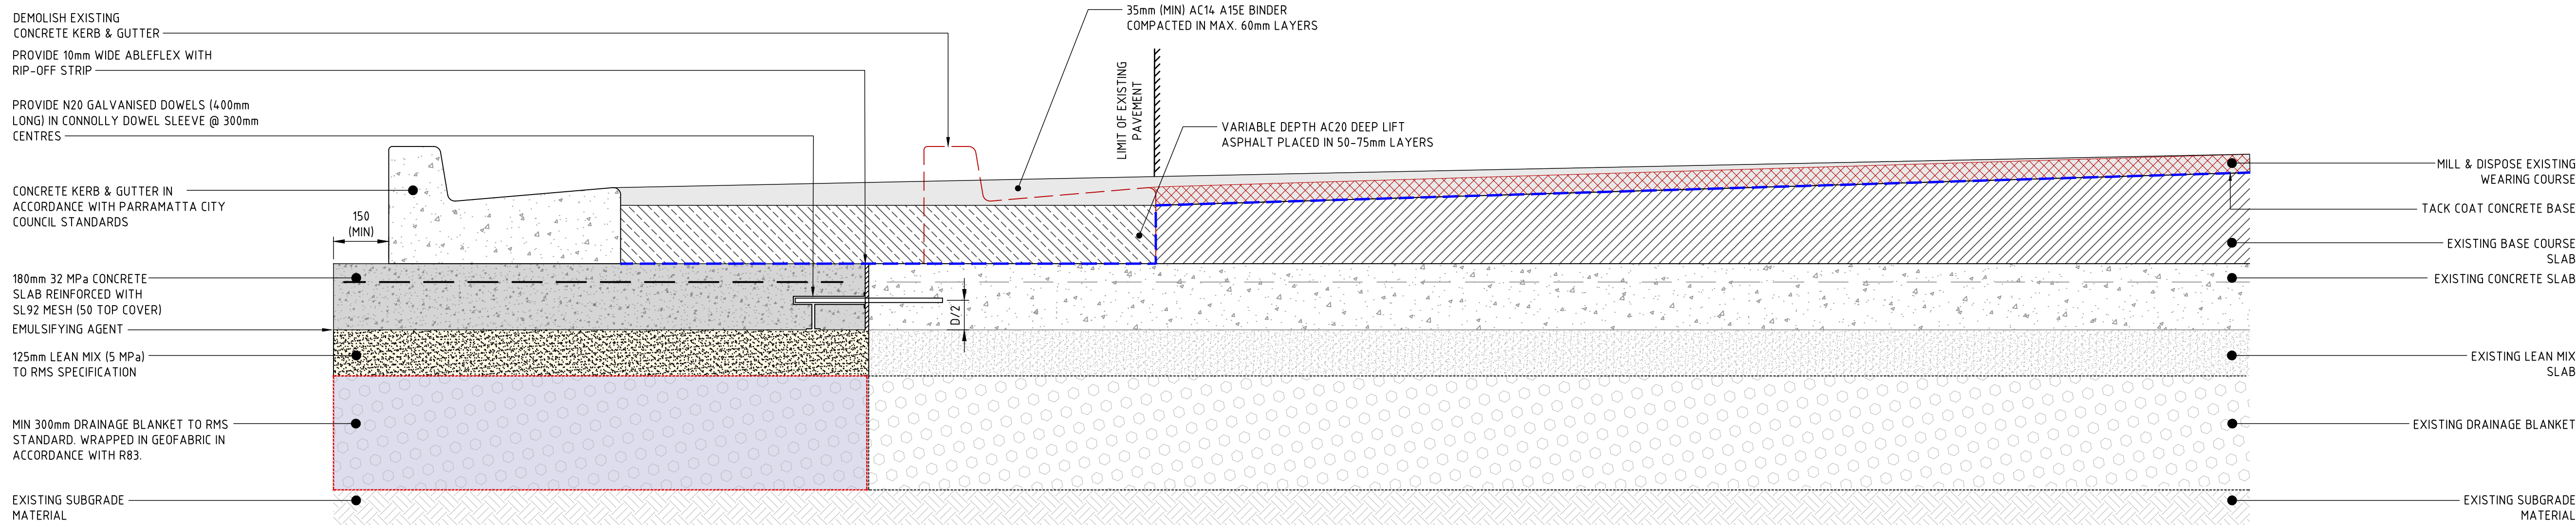 DEMOLISH EXISTING
CONCRETE KERB & GUTTER
PROVIDE 10mm WIDE ABLEFLEX WITH
RIP-OFF STRIP
PROVIDE N20 GALVANISED DOWELS (400mm
LONG) IN CONNOLLY DOWEL SLEEVE @ 300mm
CENTRES
CONCRETE KERB & GUTTER IN
ACCORDANCE WITH PARRAMATTA CITY
COUNCIL STANDARDS
150
(MIN)
180mm 32 MPa CONCRETE
SLAB REINFORCED WITH
SL92 MESH (50 TOP COVER)
EMULSIFYING AGENT
125mm LEAN MIX (5 MPa)
TO RMS SPECIFICATION
MIN 300mm DRAINAGE BLANKET TO RMS
STANDARD. WRAPPED IN GEOFABRIC IN
ACCORDANCE WITH R83.
EXISTING SUBGRADE
MATERIAL
35mm (MIN) AC14 A15E BINDER
COMPACTED IN MAX. 60mm LAYERS
LIMIT OF EXISTING
PAVEMENT
VARIABLE DEPTH AC20 DEEP LIFT
ASPHALT PLACED IN 50-75mm LAYERS
D/2
MILL & DISPOSE EXISTING
WEARING COURSE
TACK COAT CONCRETE BASE
EXISTING BASE COURSE
SLAB
EXISTING CONCRETE SLAB
EXISTING LEAN MIX
SLAB
EXISTING DRAINAGE BLANKET
EXISTING SUBGRADE
MATERIAL